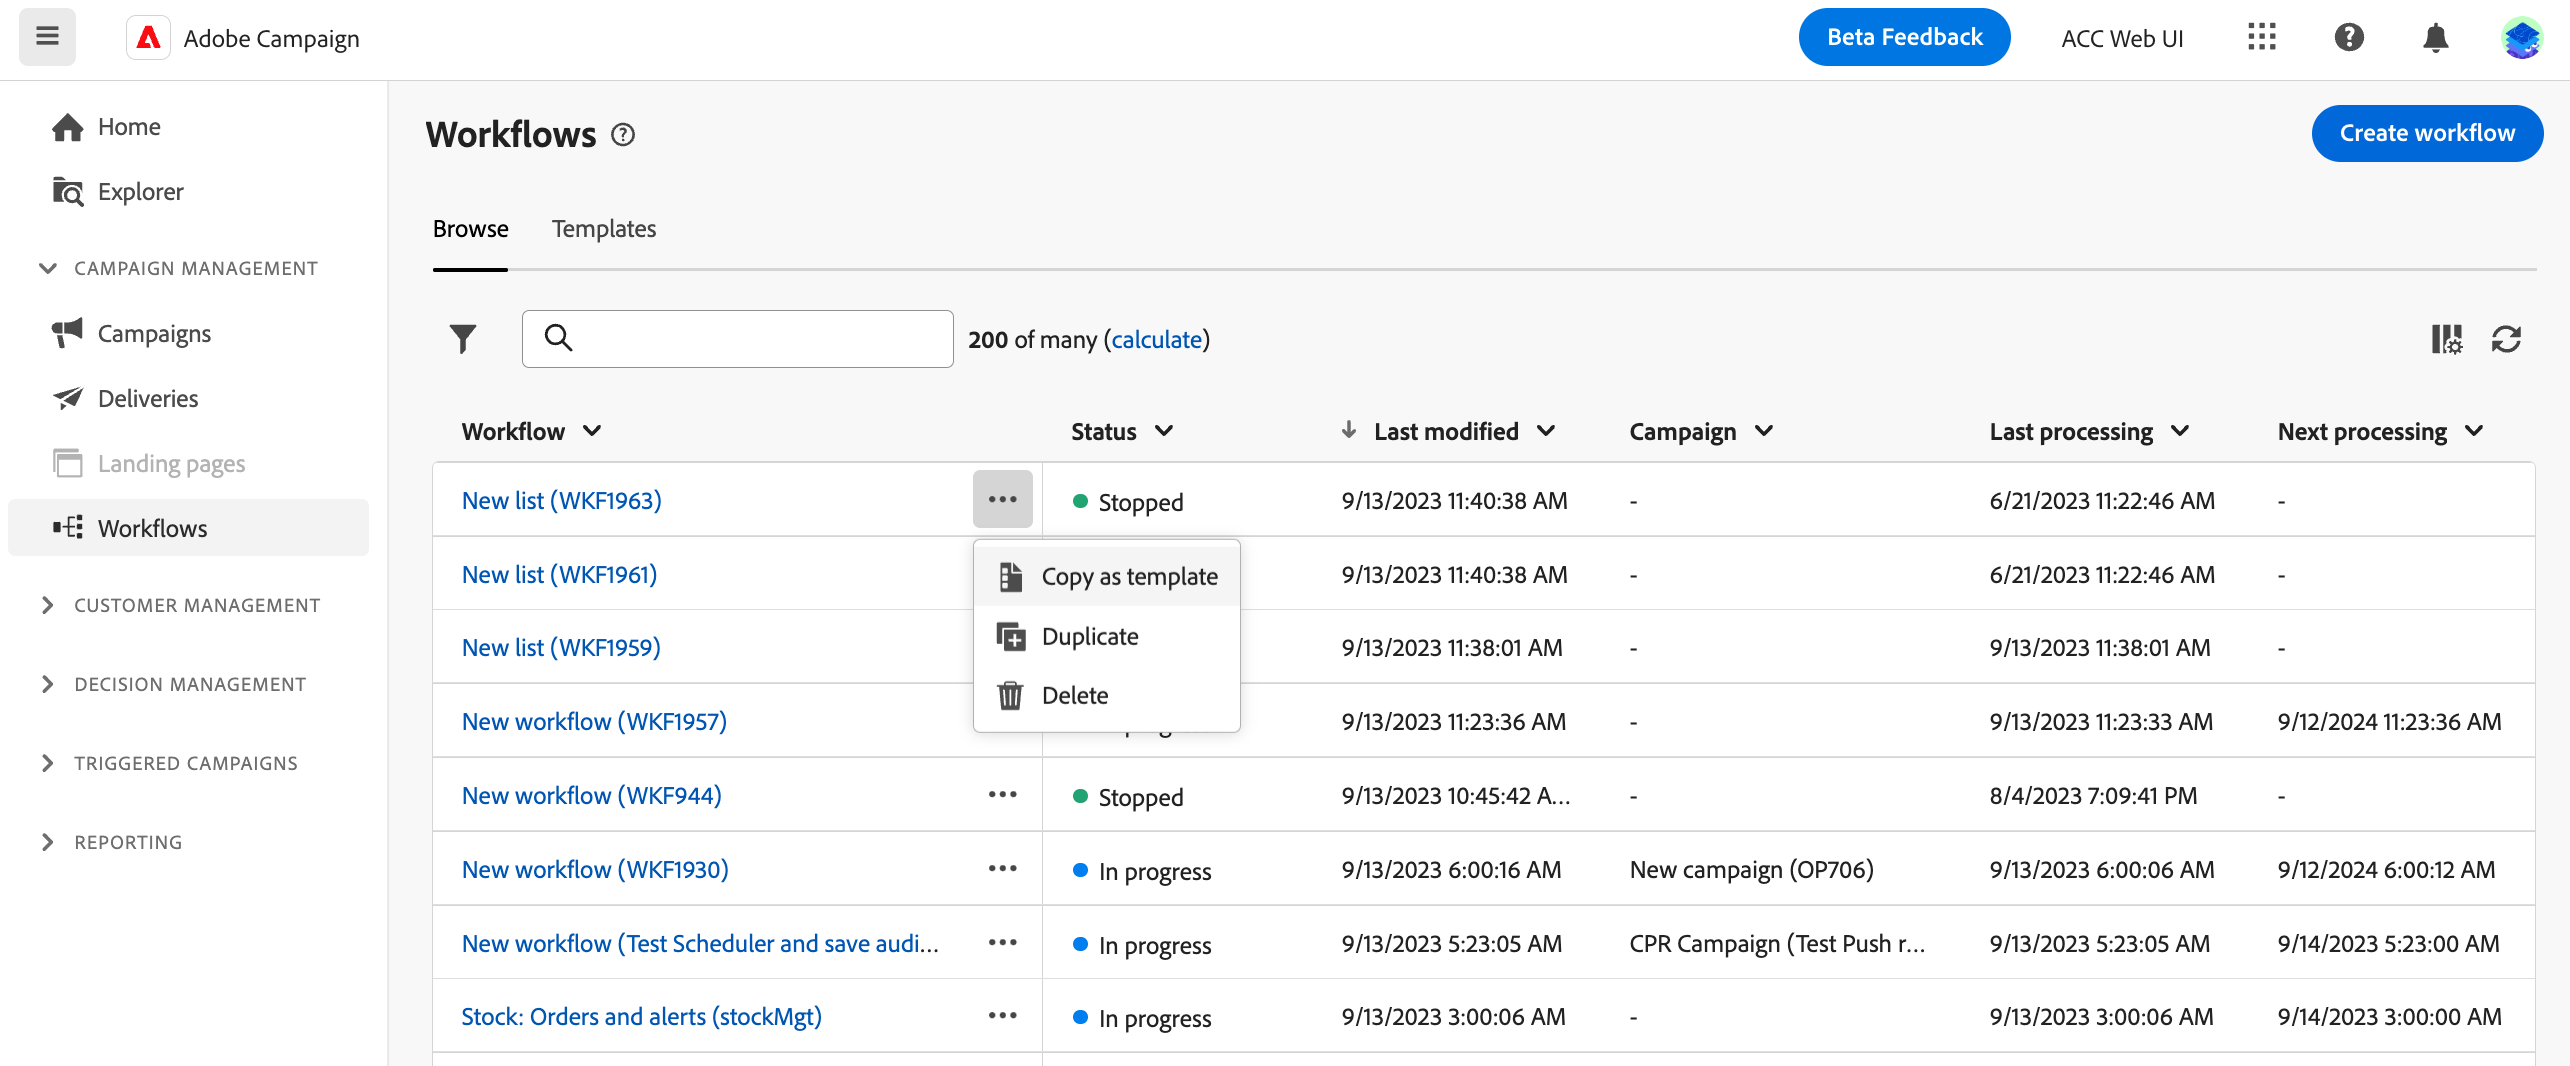 Adobe Campaign
Beta Feedback
ACC Web UI
Home
Explorer
CAMPAIGN MANAGEMENT
Campaigns
Deliveries
Landing pages
Workflows
CUSTOMER MANAGEMENT
DECISION MANAGEMENT
TRIGGERED CAMPAIGNS
REPORTING
Workflows
Create workflow
Browse Templates
200 of many (calculate)
Workflow Status Last modified Campaign Last processing Next processing
New list (WKF1963) Stopped 9/13/2023 11:40:38 AM - 6/21/2023 11:22:46 AM -
New list (WKF1961) 9/13/2023 11:40:38 AM - 6/21/2023 11:22:46 AM -
New list (WKF1959) 9/13/2023 11:38:01 AM - 9/13/2023 11:38:01 AM -
New workflow (WKF1957) 9/13/2023 11:23:36 AM - 9/13/2023 11:23:33 AM 9/12/2024 11:23:36 AM
New workflow (WKF944) Stopped 9/13/2023 10:45:42 A... - 8/4/2023 7:09:41 PM -
New workflow (WKF1930) In progress 9/13/2023 6:00:16 AM New campaign (OP706) 9/13/2023 6:00:06 AM 9/12/2024 6:00:12 AM
New workflow (Test Scheduler and save audi... In progress 9/13/2023 5:23:05 AM CPR Campaign (Test Push r... 9/13/2023 5:23:05 AM 9/14/2023 5:23:00 AM
Stock: Orders and alerts (stockMgt) In progress 9/13/2023 3:00:06 AM - 9/13/2023 3:00:06 AM 9/14/2023 3:00:00 AM
Copy as template
Duplicate
Delete